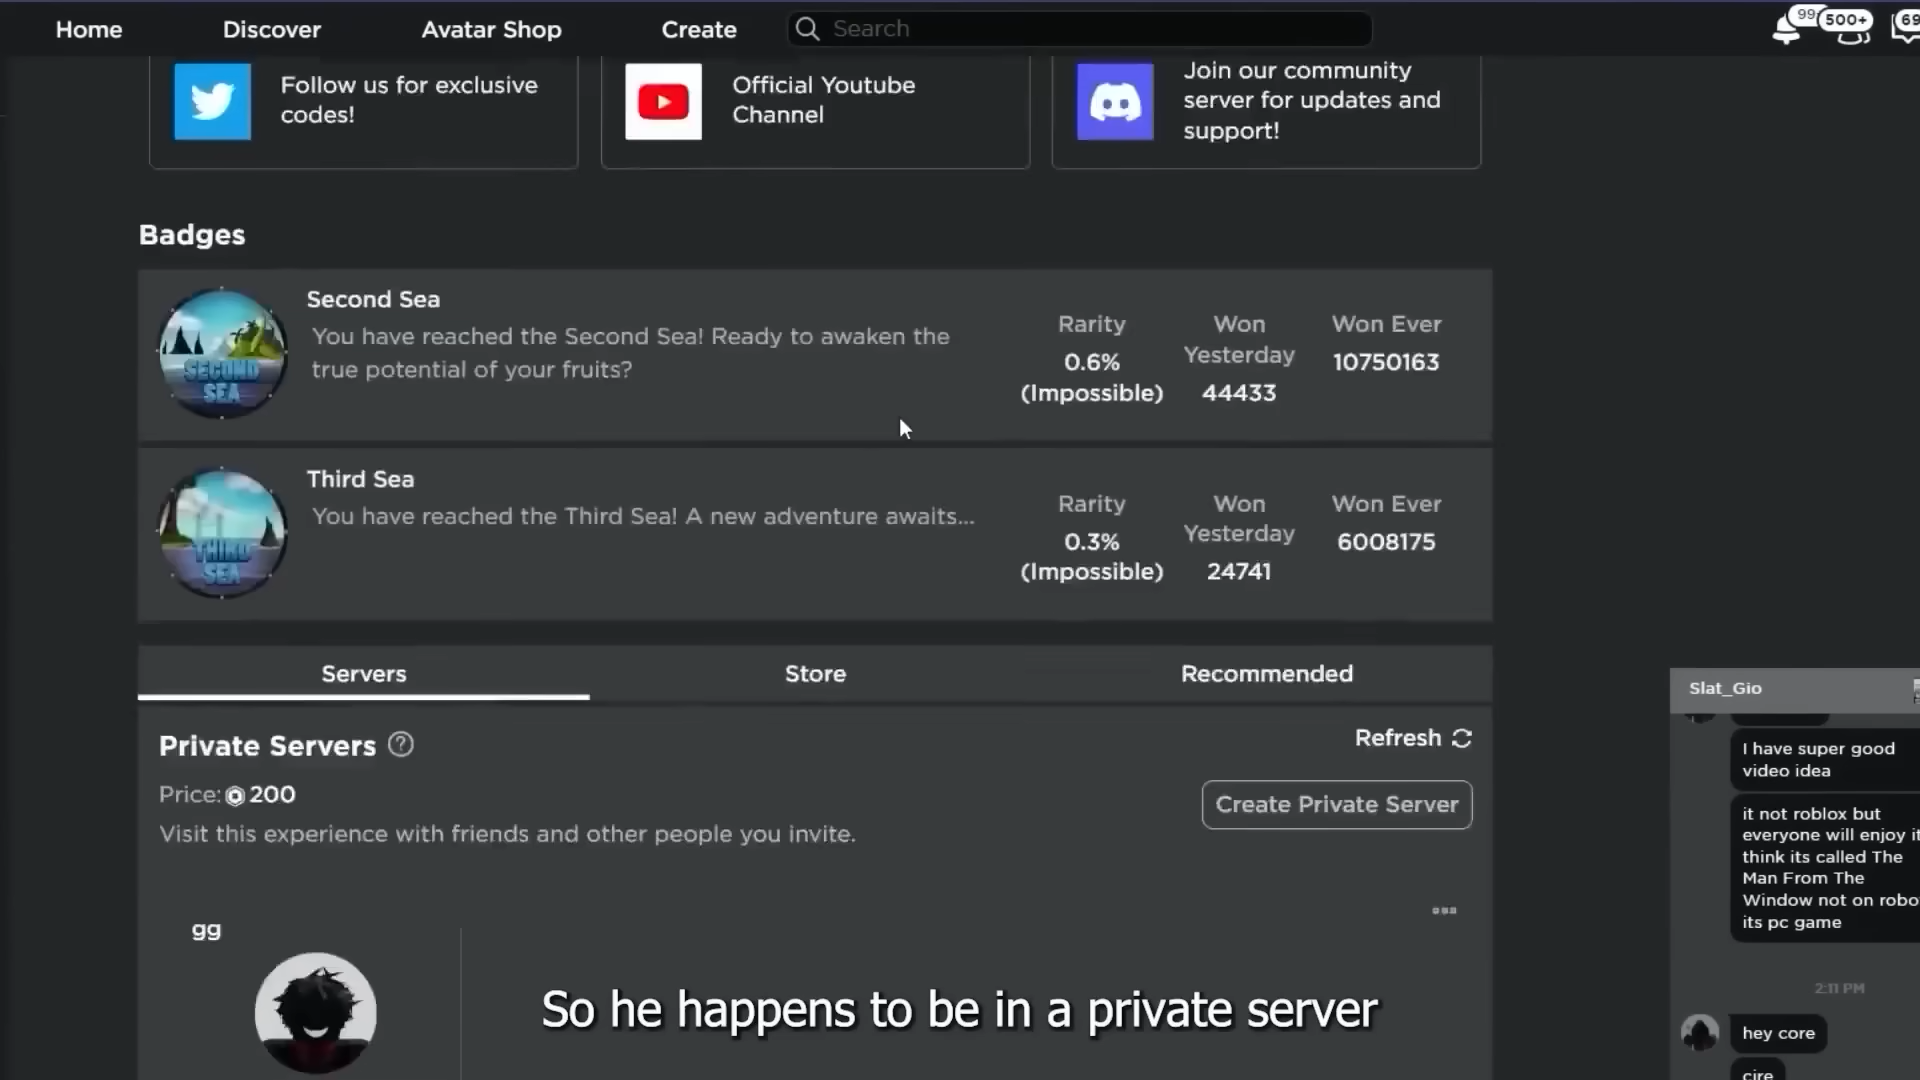 Home
Discover
Avatar Shop
Create
Search
99
500+
69
Follow us for exclusive
codes!
Official Youtube
Channel
Join our community
server for updates and
support!
Badges
SECOND
SEA
Second Sea
You have reached the Second Sea! Ready to awaken the
true potential of your fruits?
Rarity
0.6%
(Impossible)
Won
Yesterday
44433
Won Ever
10750163
THIRD
SEA
Third Sea
You have reached the Third Sea! A new adventure awaits...
Rarity
0.3%
(Impossible)
Won
Yesterday
24741
Won Ever
6008175
Servers
Store
Recommended
Private Servers ?
Refresh
Price: 200
Create Private Server
Visit this experience with friends and other people you invite.
gg
So he happens to be in a private server
Slat_Gio
I have super good
video idea
it not roblox but
everyone will enjoy it
think its called The
Man From The
Window not on robo
its pc game
2:11 PM
hey core
cire